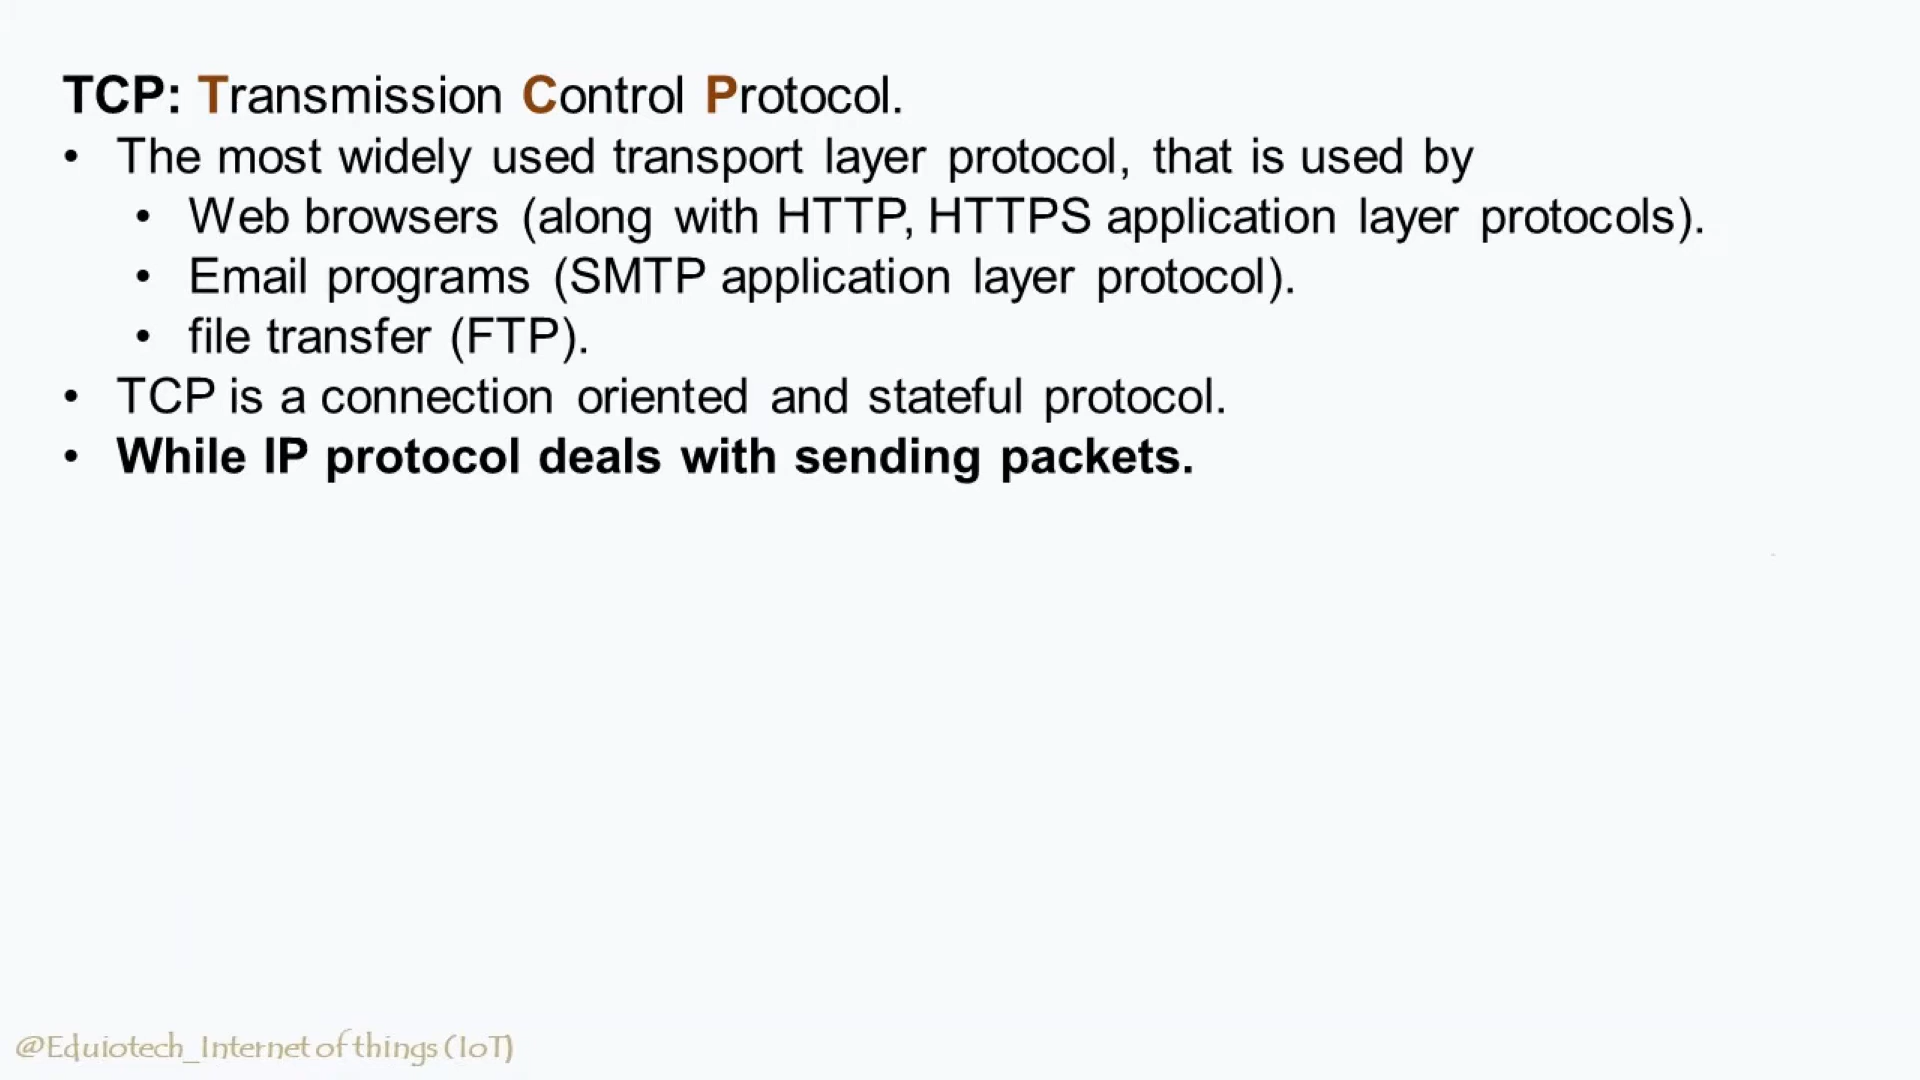 TCP: Transmission Control Protocol.
• The most widely used transport layer protocol, that is used by
• Web browsers (along with HTTP, HTTPS application layer protocols).
• Email programs (SMTP application layer protocol).
• file transfer (FTP).
• TCP is a connection oriented and stateful protocol.
• While IP protocol deals with sending packets.
@Eduiotech_Internet of things (IoT)